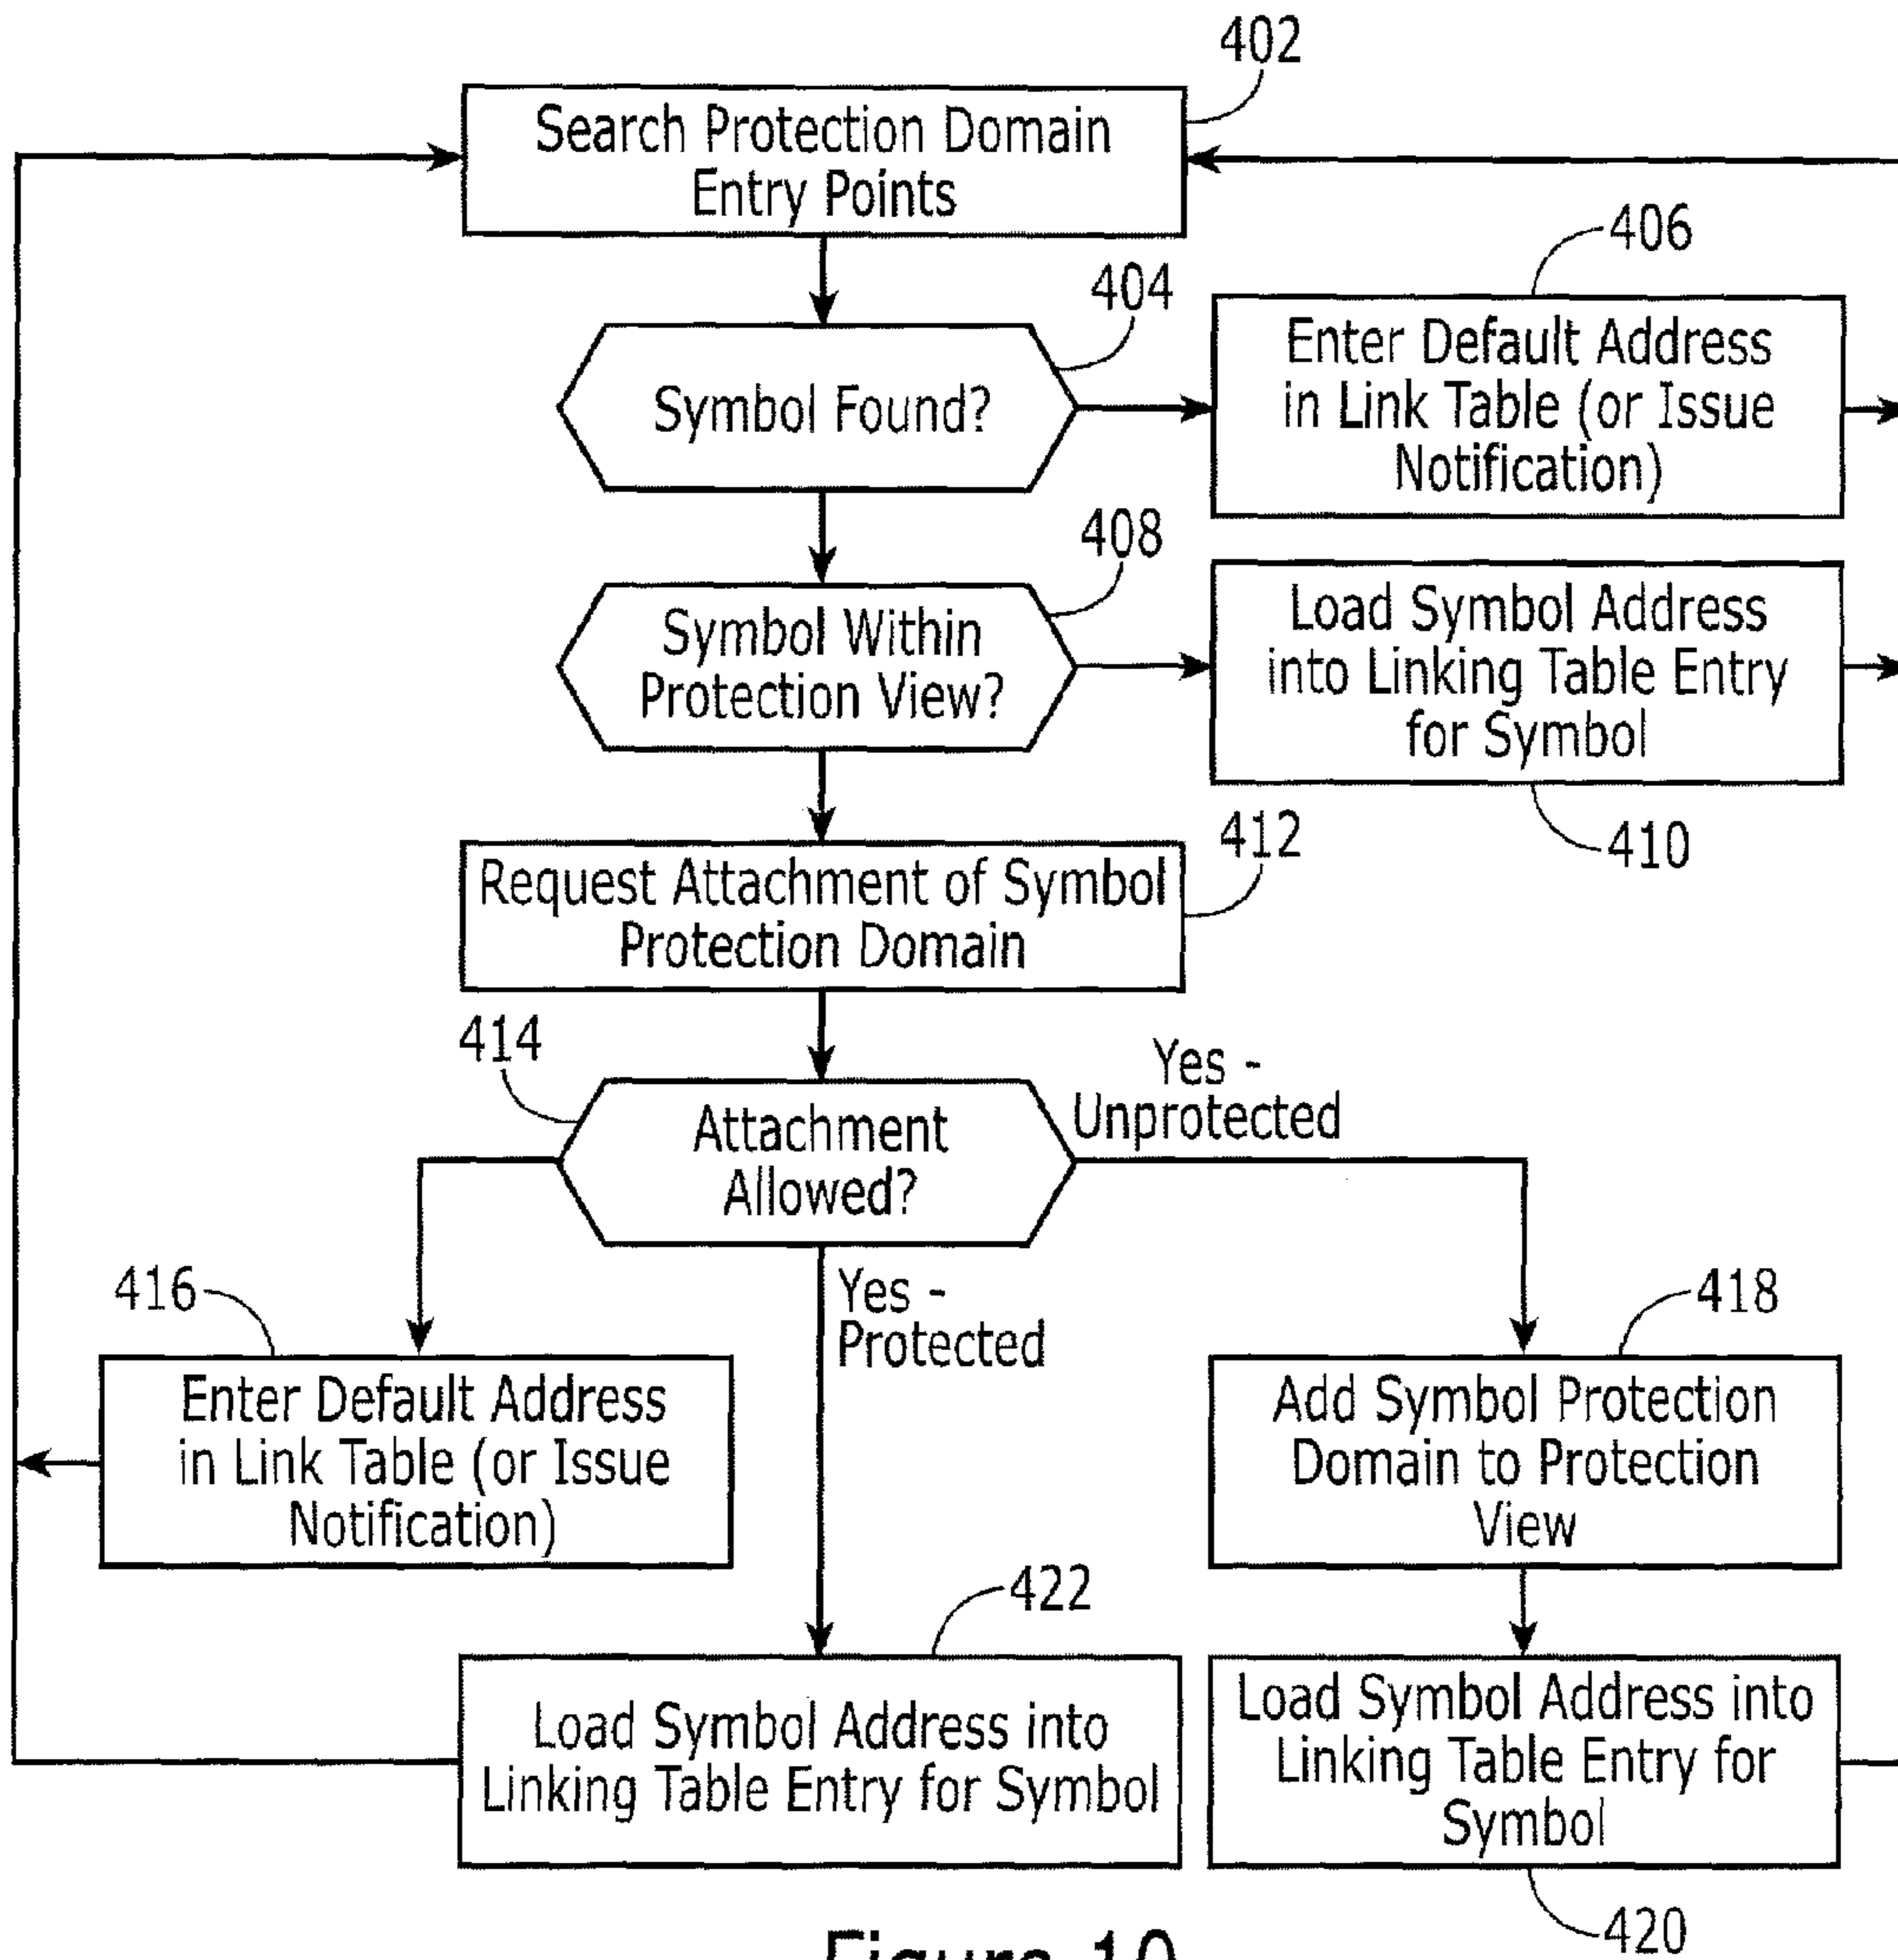 402
Search Protection Domain
Entry Points
406
404
Enter Default Address
in Link Table (or Issue
Notification)
Symbol Found?
408
Symbol Within
Protection View?
Load Symbol Address
into Linking Table Entry
for Symbol
410
412
Request Attachment of Symbol
Protection Domain
414
Yes -
Unprotected
Attachment
Allowed?
416
Yes -
Protected
418
Enter Default Address
in Link Table (or Issue
Notification)
Add Symbol Protection
Domain to Protection
View
422
Load Symbol Address into
Linking Table Entry for Symbol
Load Symbol Address into
Linking Table Entry for
Symbol
420
Figure 10